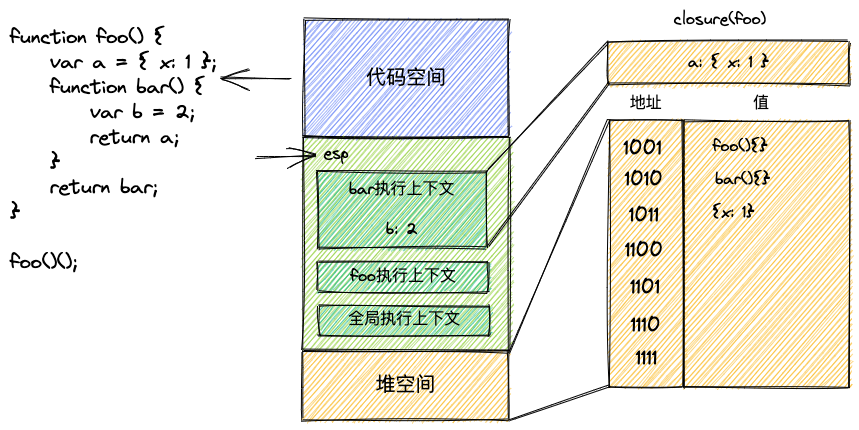 function foo() {
var a = { x: 1 };
function bar() {
var b = 2;
return a;
}
return bar;
}
foo()();
代码空间
esp
bar执行上下文
b: 2
foo执行上下文
全局执行上下文
堆空间
closure(foo)
a: { x: 1 }
地址 值
1001 foo(){}
1010 bar(){}
1011 {x: 1}
1100
1101
1110
1111